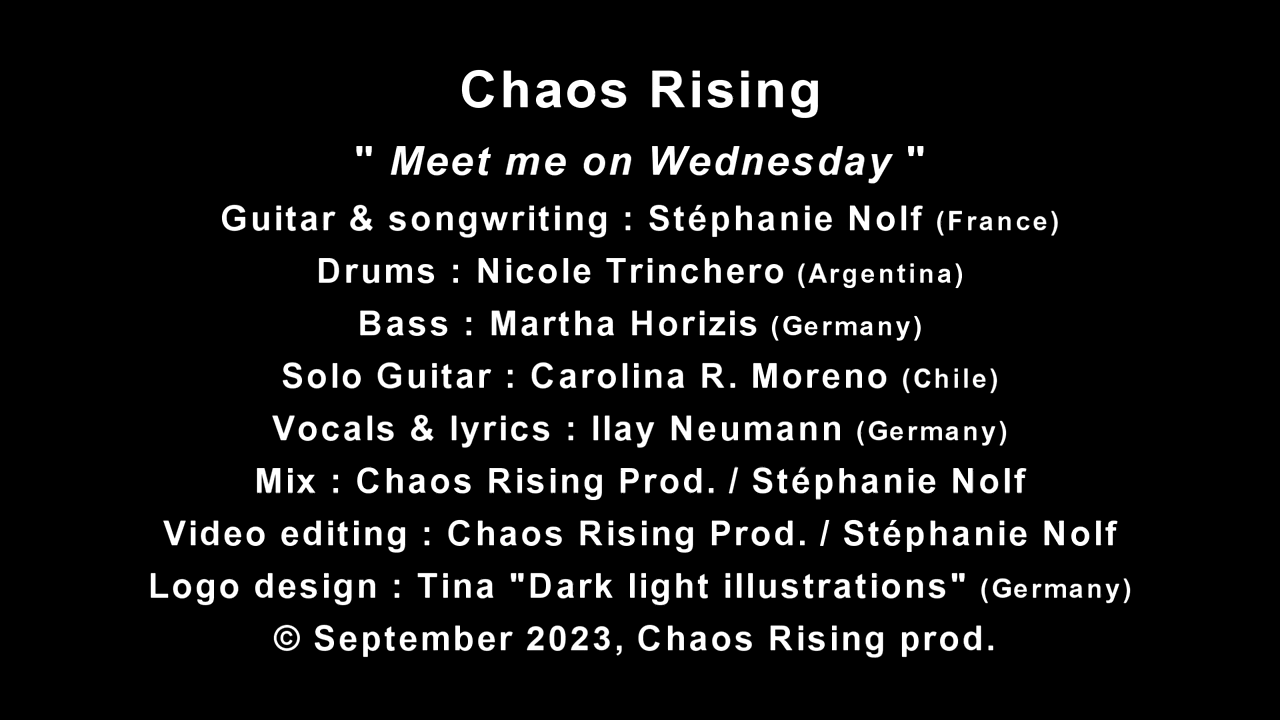 Chaos Rising
" Meet me on Wednesday "
Guitar & songwriting : Stéphanie Nolf (France)
Drums : Nicole Trinchero (Argentina)
Bass : Martha Horizis (Germany)
Solo Guitar : Carolina R. Moreno (Chile)
Vocals & lyrics : Ilay Neumann (Germany)
Mix : Chaos Rising Prod. / Stéphanie Nolf
Video editing : Chaos Rising Prod. / Stéphanie Nolf
Logo design : Tina "Dark light illustrations" (Germany)
© September 2023, Chaos Rising prod.